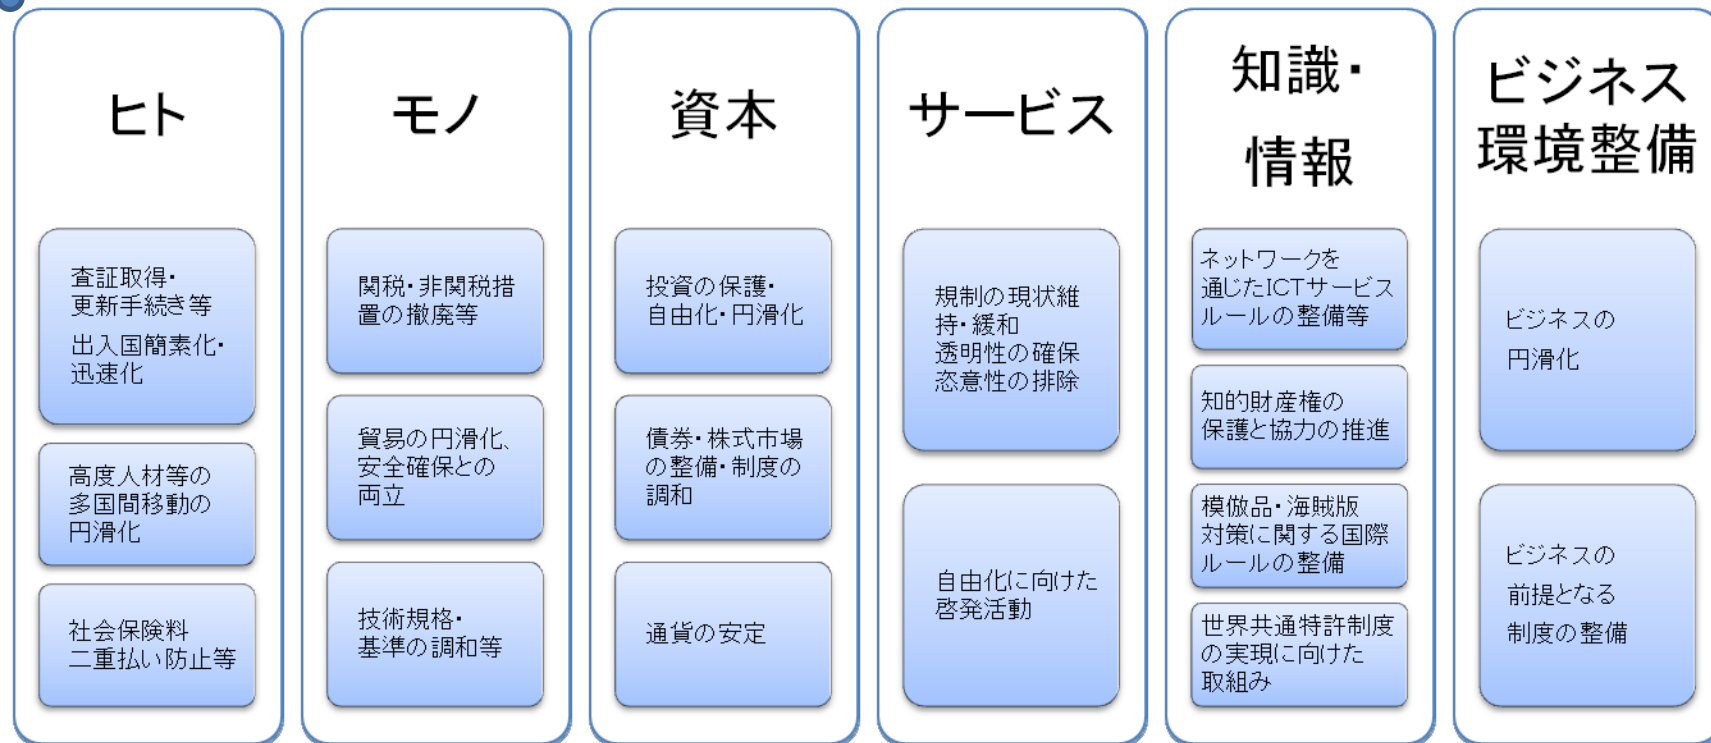 ヒト
査証取得・
更新手続き等
出入国簡素化・
迅速化
高度人材等の
多国間移動の
円滑化
社会保険料
二重払い防止等
モノ
関税・非関税措
置の撤廃等
貿易の円滑化、
安全確保との
両立
技術規格・
基準の調和等
資本
投資の保護・
自由化・円滑化
債券・株式市場
の整備・制度の
調和
通貨の安定
サービス
規制の現状維
持・緩和
透明性の確保
恣意性の排除
自由化に向けた
啓発活動
知識・
情報
ネットワークを
通じたICTサービス
ルールの整備等
知的財産権の
保護と協力の推進
模倣品・海賊版
対策に関する国際
ルールの整備
世界共通特許制度
の実現に向けた
取組み
ビジネス
環境整備
ビジネスの
円滑化
ビジネスの
前提となる
制度の整備